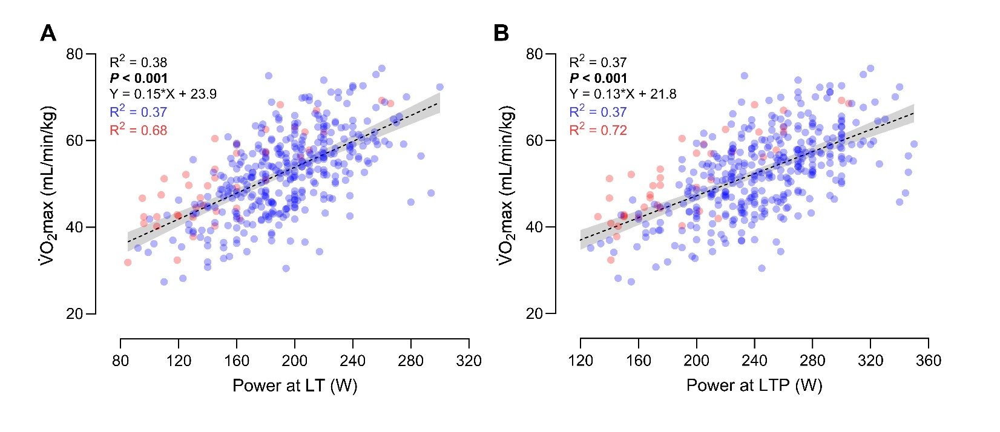 A
80
60
40
20
V̇O₂max (mL/min/kg)
R² = 0.38
P < 0.001
Y = 0.15*X + 23.9
R² = 0.37
R² = 0.68
80 120 160 200 240 280 320
Power at LT (W)
B
80
60
40
20
V̇O₂max (mL/min/kg)
R² = 0.37
P < 0.001
Y = 0.13*X + 21.8
R² = 0.37
R² = 0.72
120 160 200 240 280 320 360
Power at LTP (W)